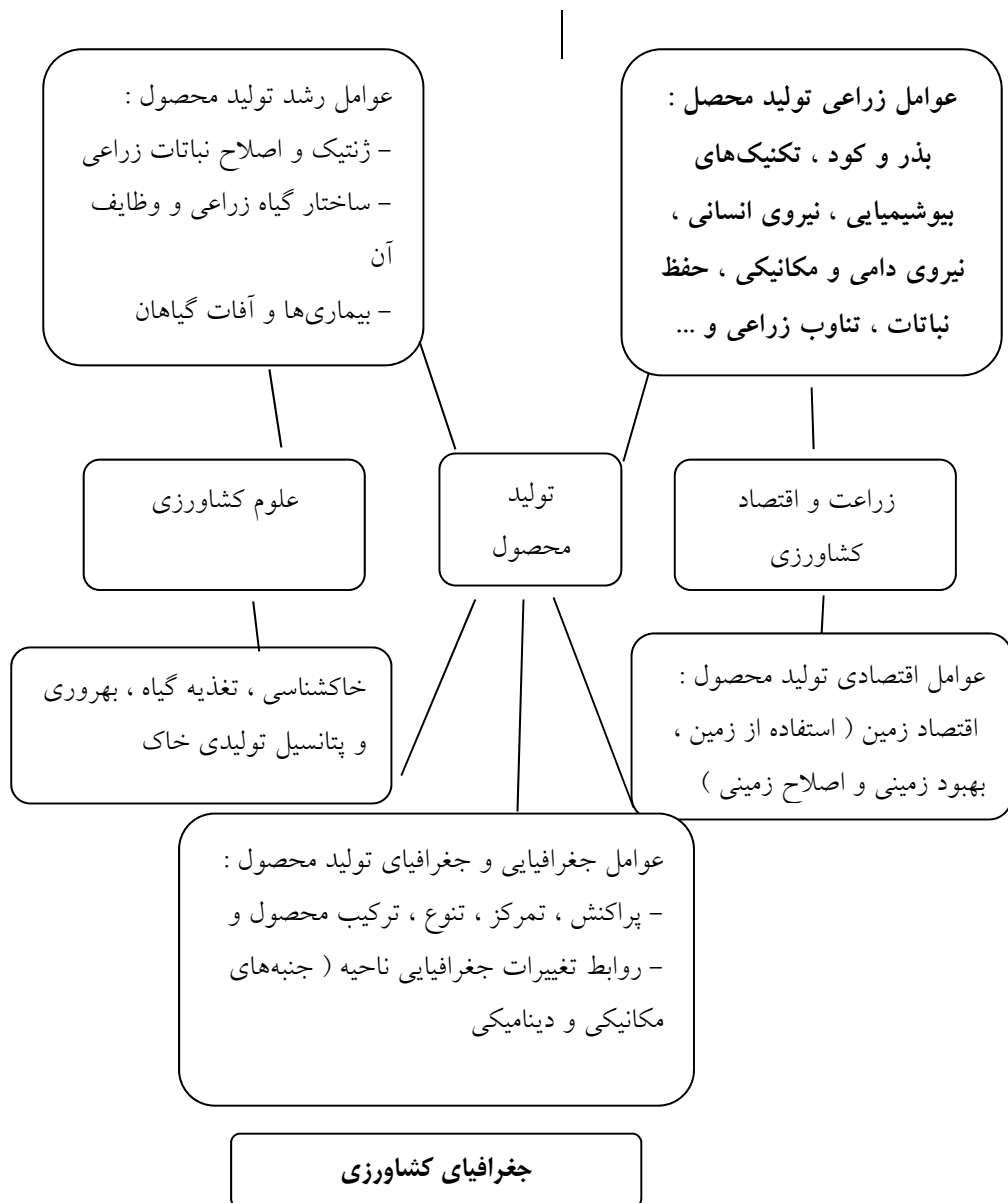 عوامل زراعی تولید محصل :
بذر و کود ، تکنیک‌های
بیوشیمیایی ، نیروی انسانی ،
نیروی دامی و مکانیکی ، حفظ
نباتات ، تناوب زراعی و ...
عوامل رشد تولید محصول :
- ژنتیک و اصلاح نباتات زراعی
- ساختار گیاه زراعی و وظایف
آن
- بیماری‌ها و آفات گیاهان
زراعت و اقتصاد
کشاورزی
تولید
محصول
علوم کشاورزی
عوامل اقتصادی تولید محصول :
اقتصاد زمین ( استفاده از زمین ،
بهبود زمینی و اصلاح زمینی )
خاکشناسی ، تغذیه گیاه ، بهروری
و پتانسیل تولیدی خاک
عوامل جغرافیایی و جغرافیای تولید محصول :
- پراکنش ، تمرکز ، تنوع ، ترکیب محصول و
- روابط تغییرات جغرافیایی ناحیه ( جنبه‌های
مکانیکی و دینامیکی
جغرافیای کشاورزی